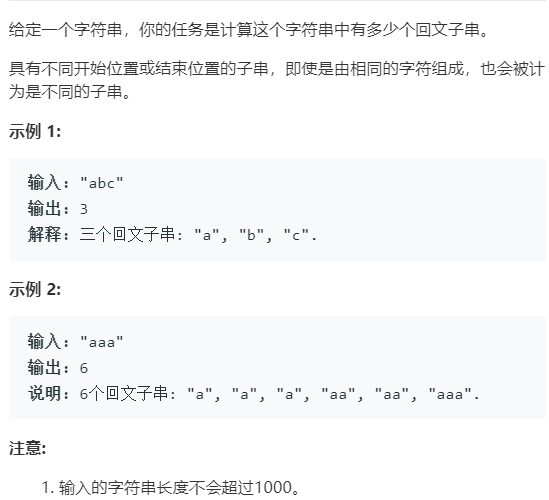 给定一个字符串，你的任务是计算这个字符串中有多少个回文子串。
具有不同开始位置或结束位置的子串，即使是由相同的字符组成，也会被计
为是不同的子串。
示例 1:
输入: "abc"
输出: 3
解释: 三个回文子串: "a", "b", "c".
示例 2:
输入: "aaa"
输出: 6
说明: 6个回文子串: "a", "a", "a", "aa", "aa", "aaa".
注意:
1. 输入的字符串长度不会超过1000。